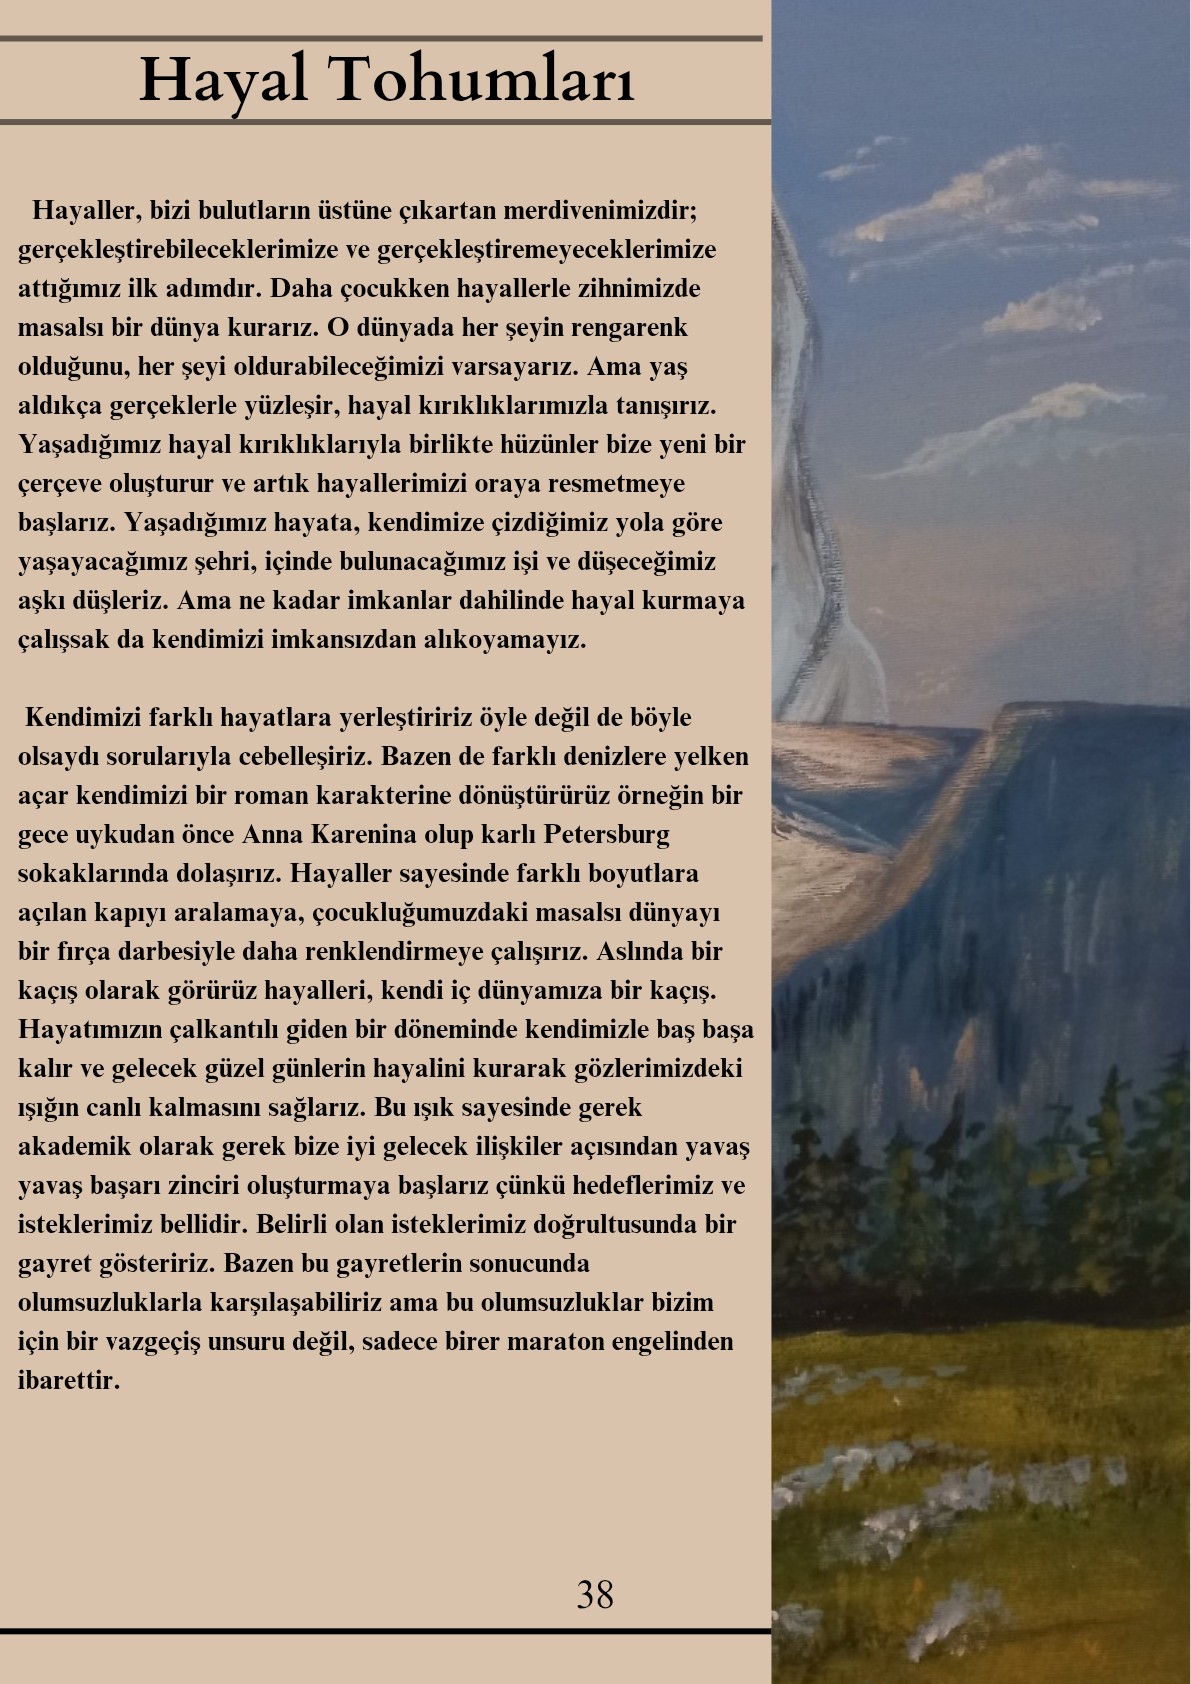 Hayal Tohumları
Hayaller, bizi bulutların üstüne çıkartan merdivenimizdir;
gerçekleştirebileceklerimize ve gerçekleştiremeyeceklerimize
attığımız ilk adımdır. Daha çocukken hayallerle zihnimizde
masalsı bir dünya kurarız. O dünyada her şeyin rengarenk
olduğunu, her şeyi oldurabileceğimizi varsayarız. Ama yaş
aldıkça gerçeklerle yüzleşir, hayal kırıklıklarımızla tanışırız.
Yaşadığımız hayal kırıklıklarıyla birlikte hüzünler bize yeni bir
çerçeve oluşturur ve artık hayallerimizi oraya resmetmeye
başlarız. Yaşadığımız hayata, kendimize çizdiğimiz yola göre
yaşayacağımız şehri, içinde bulunacağımız işi ve düşeceğimiz
aşkı düşleriz. Ama ne kadar imkanlar dahilinde hayal kurmaya
çalışsak da kendimizi imkansızdan alıkoyamayız.
Kendimizi farklı hayatlara yerleştiririz öyle değil de böyle
olsaydı sorularıyla cebelleşiriz. Bazen de farklı denizlere yelken
açar kendimizi bir roman karakterine dönüştürürüz örneğin bir
gece uykudan önce Anna Karenina olup karlı Petersburg
sokaklarında dolaşırız. Hayaller sayesinde farklı boyutlara
açılan kapıyı aralamaya, çocukluğumuzdaki masalsı dünyayı
bir fırça darbesiyle daha renklendirmeye çalışırız. Aslında bir
kaçış olarak görürüz hayalleri, kendi iç dünyamıza bir kaçış.
Hayatımızın çalkantılı giden bir döneminde kendimizle baş başa
kalır ve gelecek güzel günlerin hayalini kurarak gözlerimizdeki
ışığın canlı kalmasını sağlarız. Bu ışık sayesinde gerek
akademik olarak gerek bize iyi gelecek ilişkiler açısından yavaş
yavaş başarı zinciri oluşturmaya başlarız çünkü hedeflerimiz ve
isteklerimiz bellidir. Belirli olan isteklerimiz doğrultusunda bir
gayret gösteririz. Bazen bu gayretlerin sonucunda
olumsuzluklarla karşılaşabiliriz ama bu olumsuzluklar bizim
için bir vazgeçiş unsuru değil, sadece birer maraton engelinden
ibarettir.
38